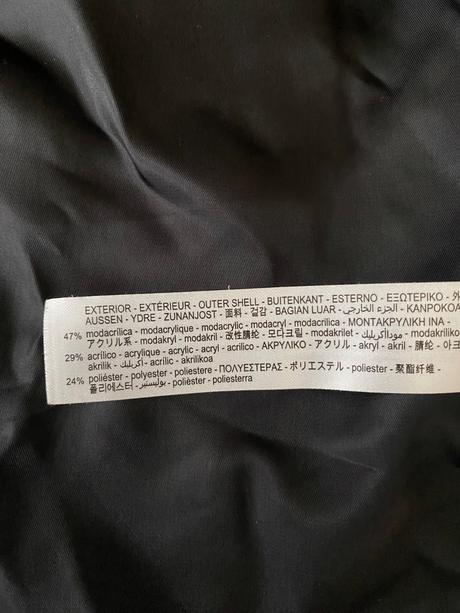 EXTERIOR - EXTÉRIEUR - OUTER SHELL - BUITENKANT - ESTERNO - ΕΞΩΤΕΡΙΚΟ - 外
AUSSEN - YDRE - ZUNANJOST - 面料 - 겉감 - BAGIAN LUAR - الجزء الخارجي - KANPOKOA
47% modacrílica - modacrylique - modacrylic - modacryl - modacrilica - ΜΟΝΤΑΚΡΥΛΙΚΗ ΙΝΑ -
アクリル系 - modakryl - modakril - 改性腈纶 - 모다크릴 - modakrilet - موداأكريليك - modakriliko
29% acrílico - acrylique - acrylic - acryl - acrilico - ΑΚΡΥΛΙΚΟ - アクリル - akryl - akril - 腈纶 - 아크
akrilik - أكريليك - acrílic - akrilikoa
24% poliéster - polyester - poliestere - ΠΟΛΥΕΣΤΕΡΑΣ - ポリエステル - poliester - 聚酯纤维 -
폴리에스터 - بوليستير - polièster - poliesterra